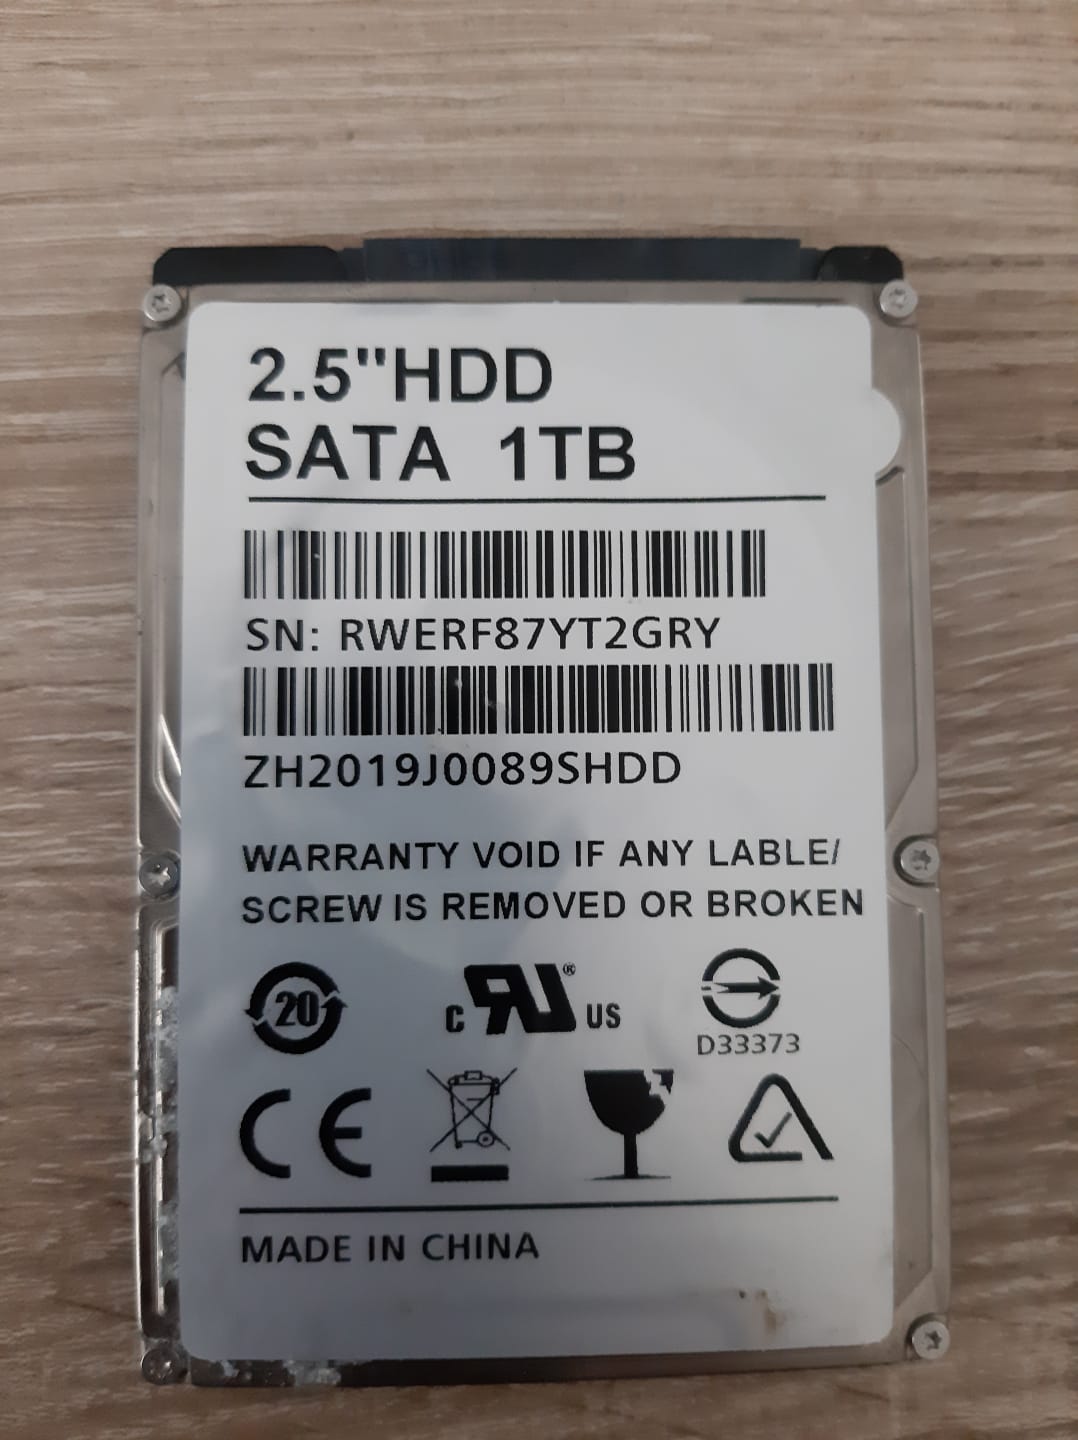 2.5"HDD
SATA 1TB
SN: RWERF87YT2GRY
ZH2019J0089SHDD
WARRANTY VOID IF ANY LABLE/
SCREW IS REMOVED OR BROKEN
20
c RU® US
D33373
CE
MADE IN CHINA